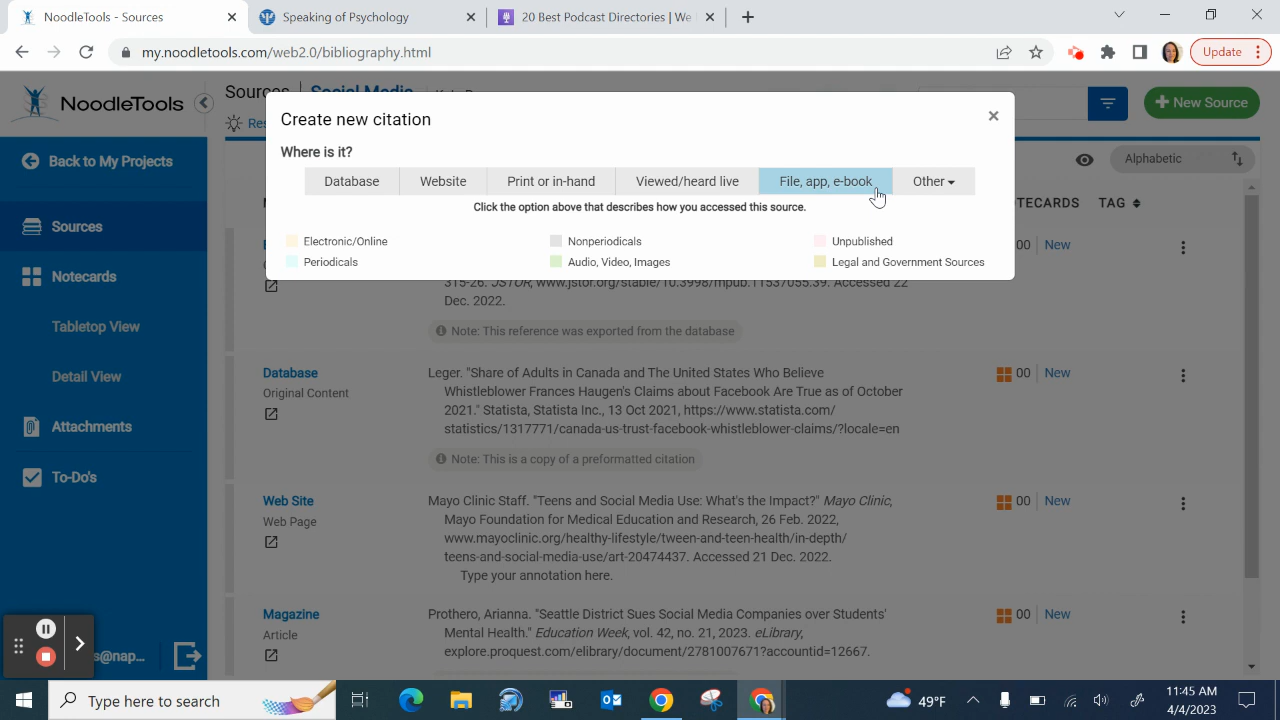 NoodleTools - Sources
Speaking of Psychology
20 Best Podcast Directories | We
my.noodletools.com/web2.0/bibliography.html
Update
NoodleTools
Sources
Social Media
New Source
Create new citation
Where is it?
Database
Website
Print or in-hand
Viewed/heard live
File, app, e-book
Other
Click the option above that describes how you accessed this source.
Electronic/Online
Nonperiodicals
Unpublished
Periodicals
Audio, Video, Images
Legal and Government Sources
Back to My Projects
Sources
Notecards
Tabletop View
Detail View
Attachments
To-Do's
Alphabetic
TAG
New
315-26. JSTOR, www.jstor.org/stable/10.3998/mpub.11537055.39. Accessed 22
Dec. 2022.
Note: This reference was exported from the database
Database
Original Content
Leger. "Share of Adults in Canada and The United States Who Believe
Whistleblower Frances Haugen's Claims about Facebook Are True as of October
2021." Statista, Statista Inc., 13 Oct 2021, https://www.statista.com/
statistics/1317771/canada-us-trust-facebook-whistleblower-claims/?locale=en
Note: This is a copy of a preformatted citation
00 New
Web Site
Web Page
Mayo Clinic Staff. "Teens and Social Media Use: What's the Impact?" Mayo Clinic,
Mayo Foundation for Medical Education and Research, 26 Feb. 2022,
www.mayoclinic.org/healthy-lifestyle/tween-and-teen-health/in-depth/
teens-and-social-media-use/art-20474437. Accessed 21 Dec. 2022.
Type your annotation here.
00 New
Magazine
Article
Prothero, Arianna. "Seattle District Sues Social Media Companies over Students'
Mental Health." Education Week, vol. 42, no. 21, 2023. eLibrary,
explore.proquest.com/elibrary/document/2781007671?accountid=12667.
00 New
s@nap...
Type here to search
49°F
11:45 AM
4/4/2023